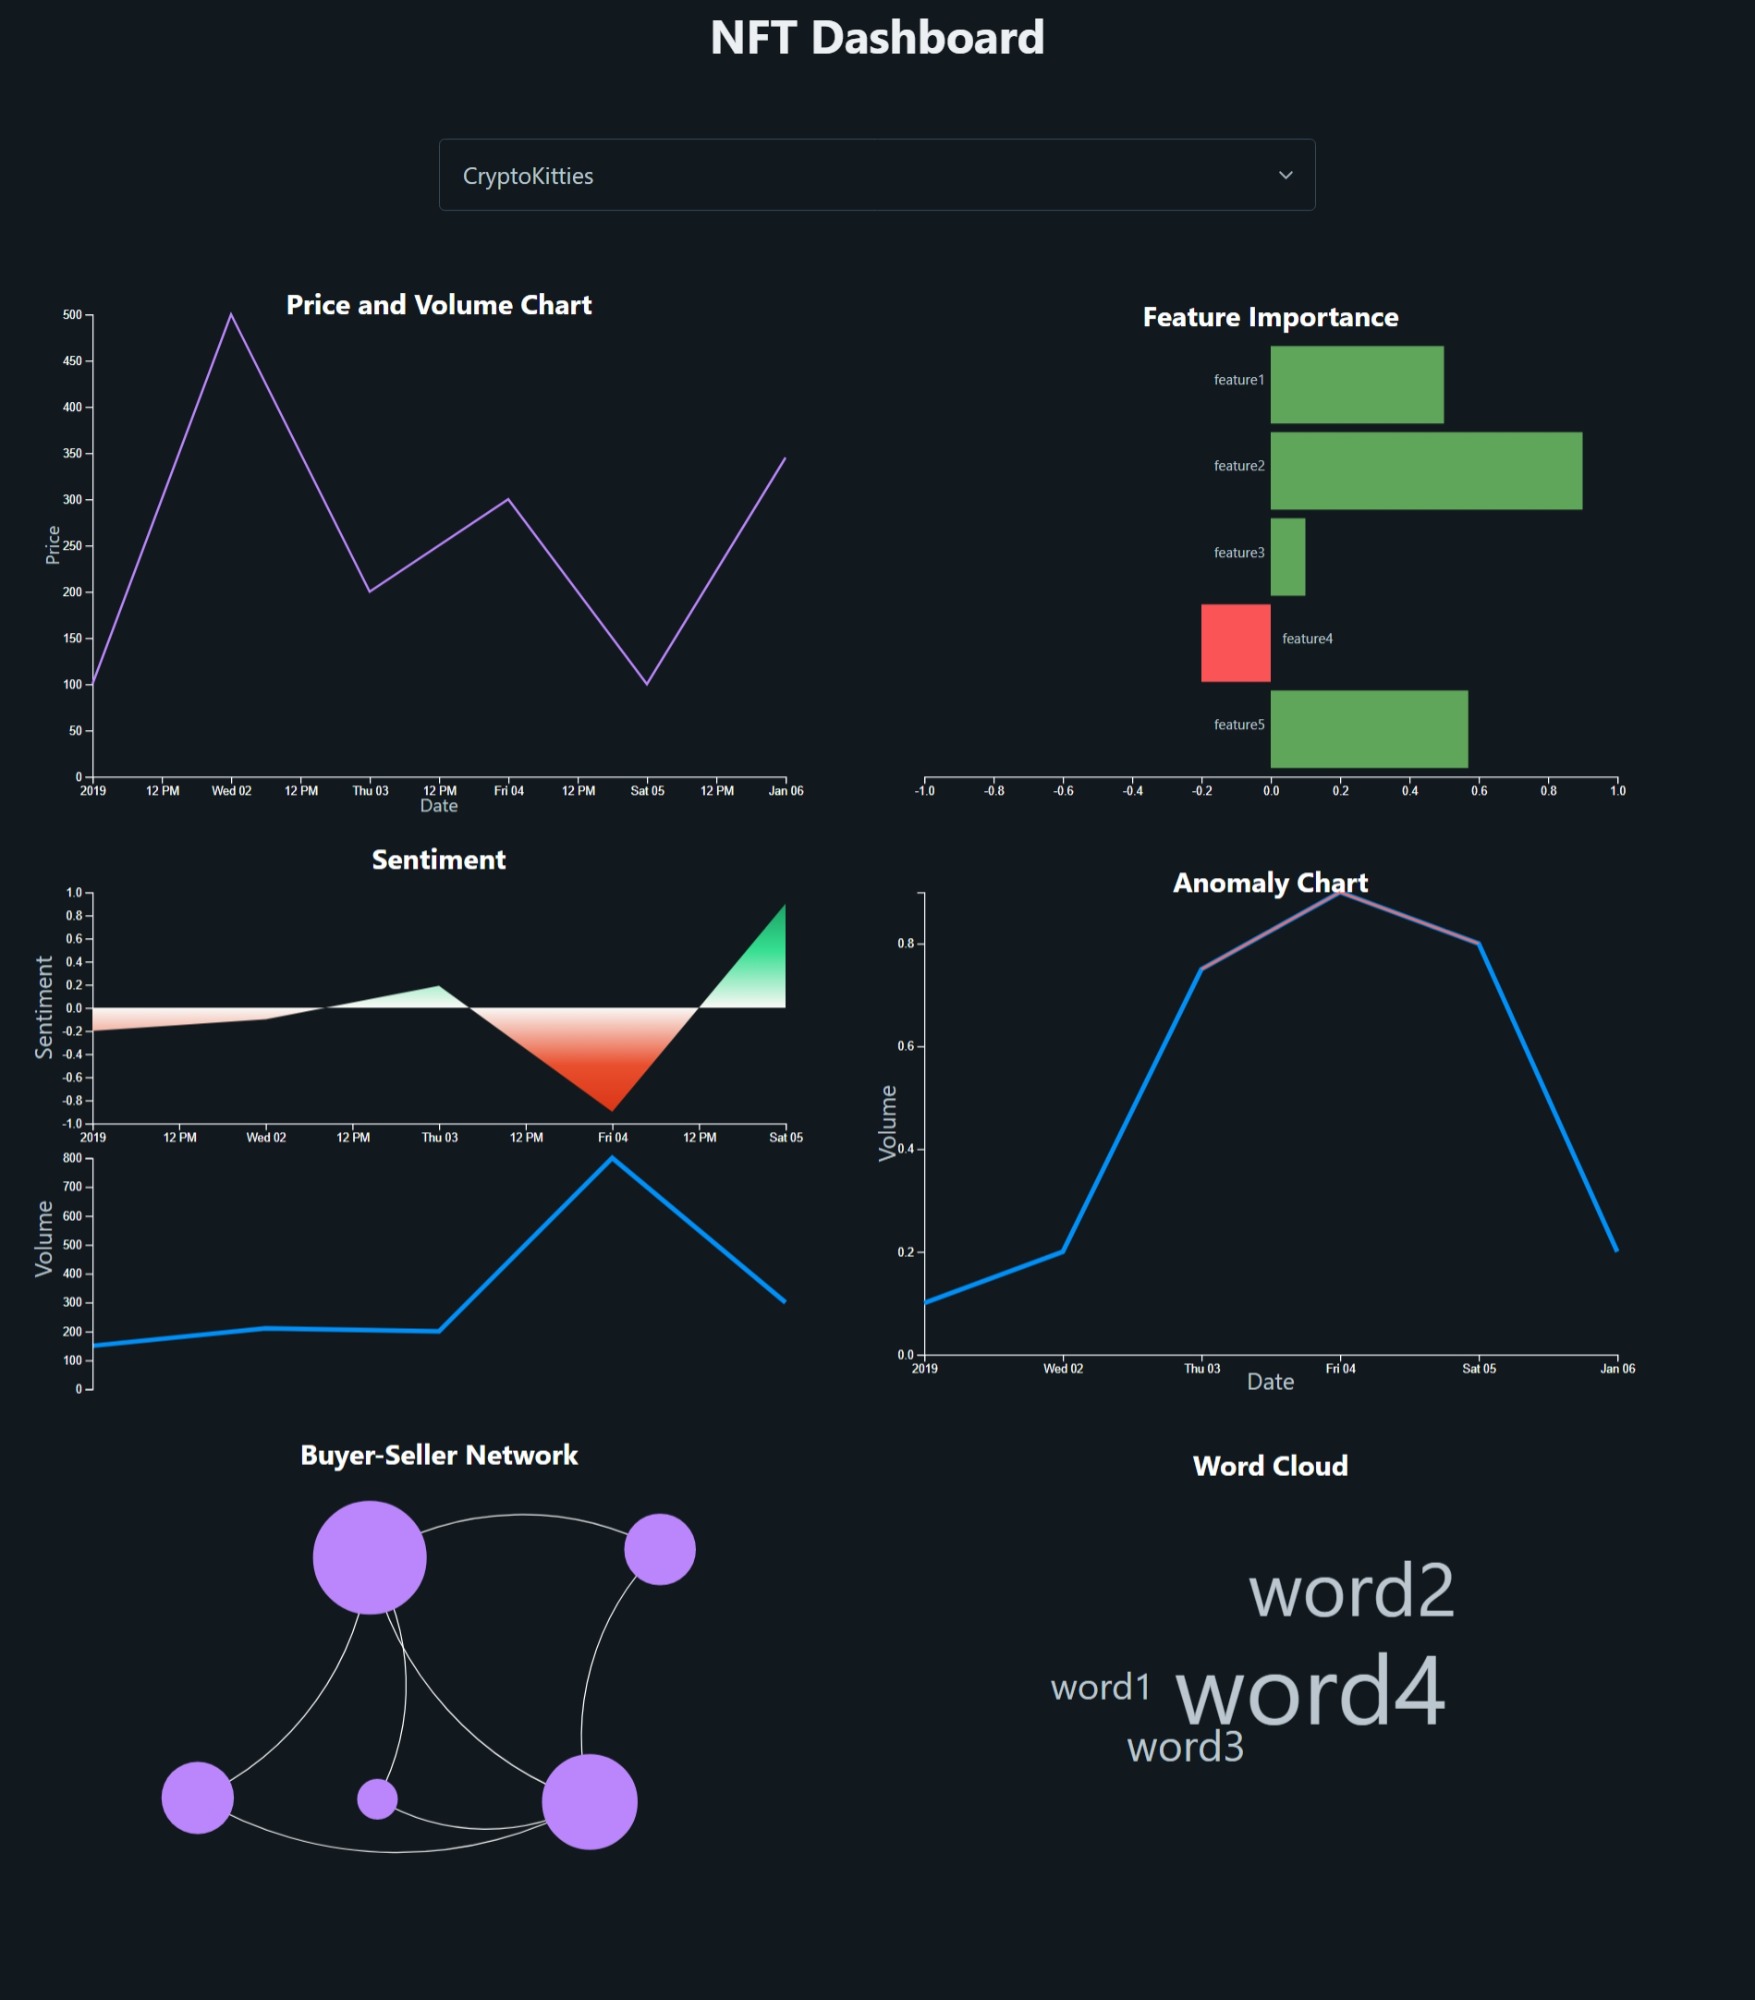 NFT Dashboard
CryptoKitties
Price and Volume Chart
500
450
400
350
300
250
200
150
100
50
0
Price
2019 12 PM Wed 02 12 PM Thu 03 12 PM Fri 04 12 PM Sat 05 12 PM Jan 06
Date
Feature Importance
feature1
feature2
feature3
feature4
feature5
-1.0 -0.8 -0.6 -0.4 -0.2 0.0 0.2 0.4 0.6 0.8 1.0
Sentiment
1.0
0.8
0.6
0.4
0.2
0.0
-0.2
-0.4
-0.6
-0.8
-1.0
Sentiment
2019 12 PM Wed 02 12 PM Thu 03 12 PM Fri 04 12 PM Sat 05
800
700
600
500
400
300
200
100
0
Volume
Anomaly Chart
0.8
0.6
0.4
0.2
0.0
Volume
2019 Wed 02 Thu 03 Fri 04 Sat 05 Jan 06
Date
Buyer-Seller Network
Word Cloud
word2
word1 word4
word3